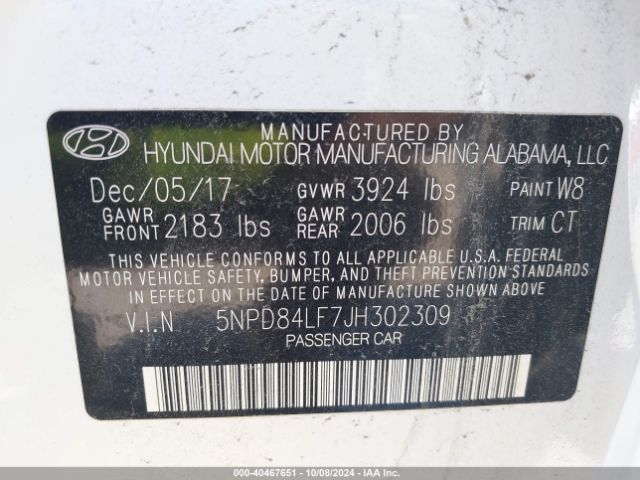 MANUFACTURED BY
HYUNDAI MOTOR MANUFACTURING ALABAMA, LLC
Dec/05/17 GVWR 3924 lbs PAINT W8
GAWR FRONT 2183 lbs GAWR REAR 2006 lbs TRIM CT
THIS VEHICLE CONFORMS TO ALL APPLICABLE U.S.A. FEDERAL
MOTOR VEHICLE SAFETY, BUMPER, AND THEFT PREVENTION STANDARDS
IN EFFECT ON THE DATE OF MANUFACTURE SHOWN ABOVE.
V.I.N 5NPD84LF7JH302309
PASSENGER CAR
000-40467651 - 10/08/2024 - IAA Inc.